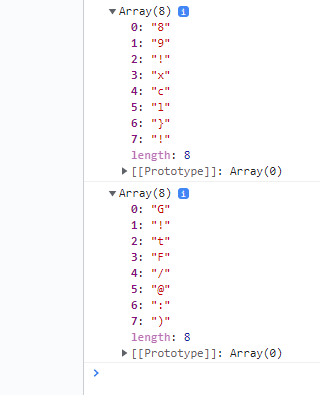 ▼Array(8) i
0: "8"
1: "9"
2: "!"
3: "x"
4: "c"
5: "l"
6: "}"
7: "!"
length: 8
▶[[Prototype]]: Array(0)
▼Array(8) i
0: "G"
1: "!"
2: "t"
3: "F"
4: "/"
5: "@"
6: ":"
7: ")"
length: 8
▶[[Prototype]]: Array(0)
>